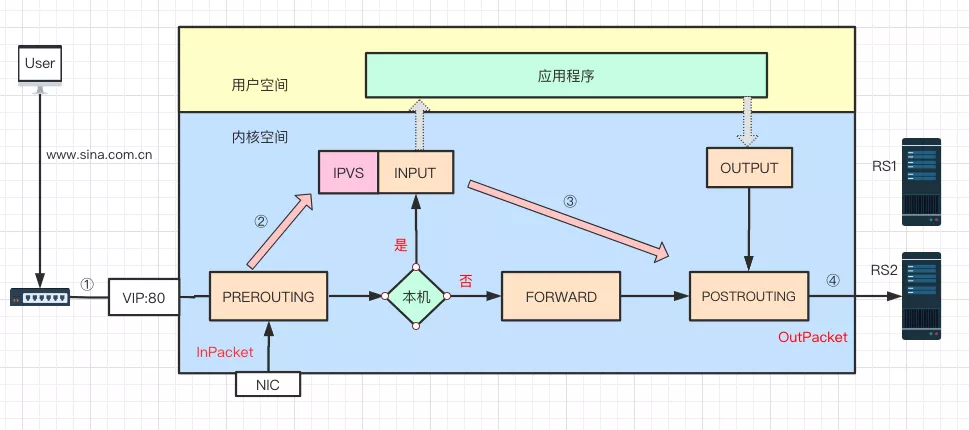 User
应用程序
用户空间
内核空间
www.sina.com.cn
IPVS
INPUT
OUTPUT
RS1
②
③
是
①
VIP:80
PREROUTING
本机
否
FORWARD
POSTROUTING
④
RS2
InPacket
OutPacket
NIC